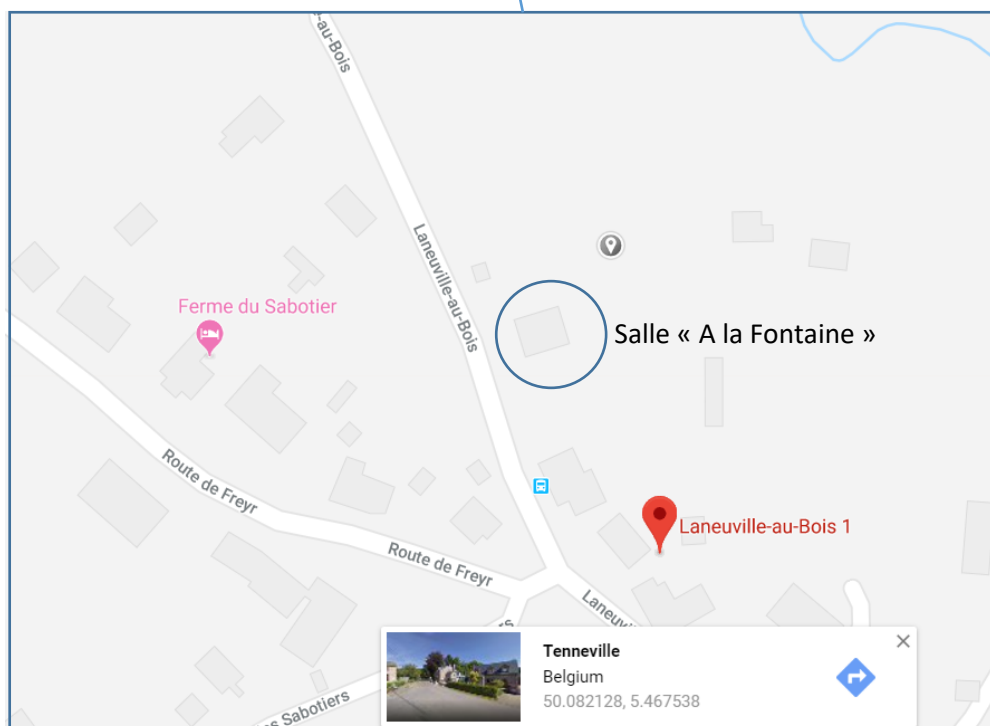 -au-Bois
Laneuville-au-Bois
Ferme du Sabotier
Salle « A la Fontaine »
Route de Freyr
Laneuville-au-Bois 1
Route de Freyr
Laneuvil
Tenneville
Belgium
50.082128, 5.467538
Sabotiers